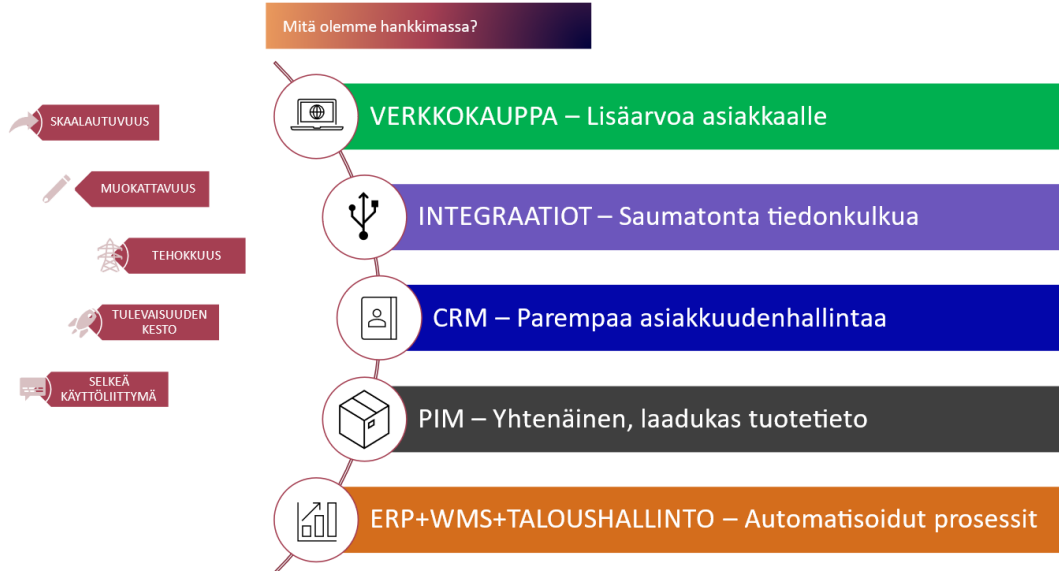 Mitä olemme hankkimassa?
SKAALAUTUVUUS
MUOKATTAVUUS
TEHOKKUUS
TULEVAISUUDEN
KESTO
SELKEÄ
KÄYTTÖLIITTYMÄ
VERKKOKAUPPA – Lisäarvoa asiakkaalle
INTEGRAATIOT – Saumatonta tiedonkulkua
CRM – Parempaa asiakkuudenhallintaa
PIM – Yhtenäinen, laadukas tuotetieto
ERP+WMS+TALOUSHALLINTO – Automatisoidut prosessit